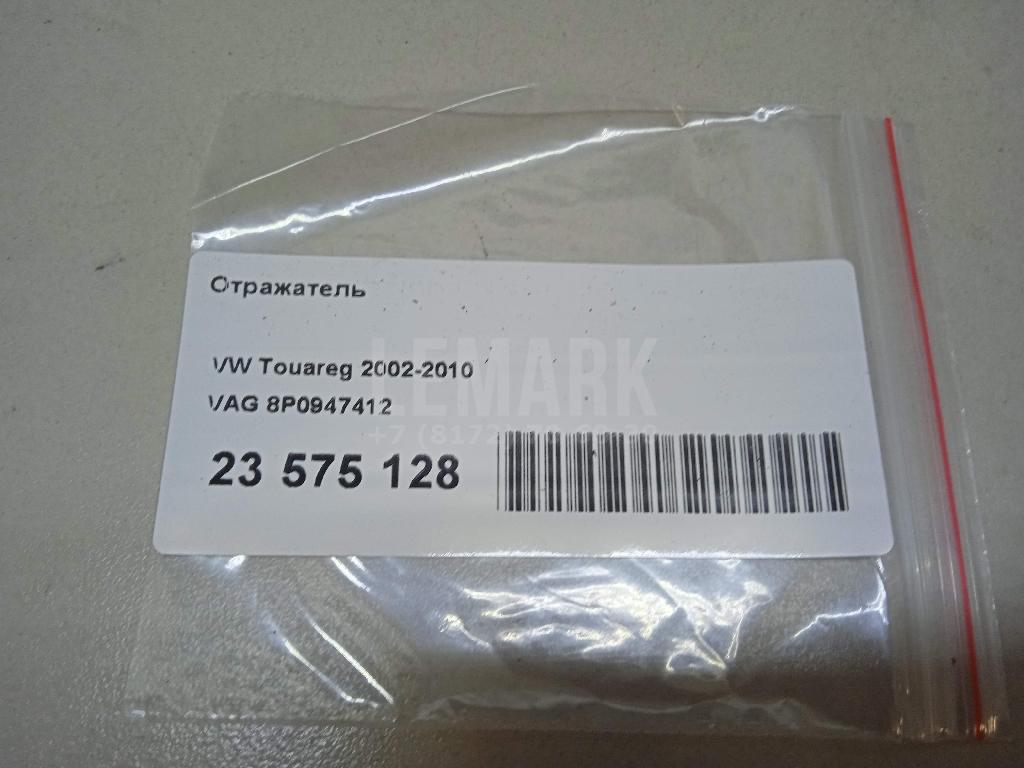 Отражатель
VW Touareg 2002-2010
LEMARK
VAG 8P0947412
23 575 128